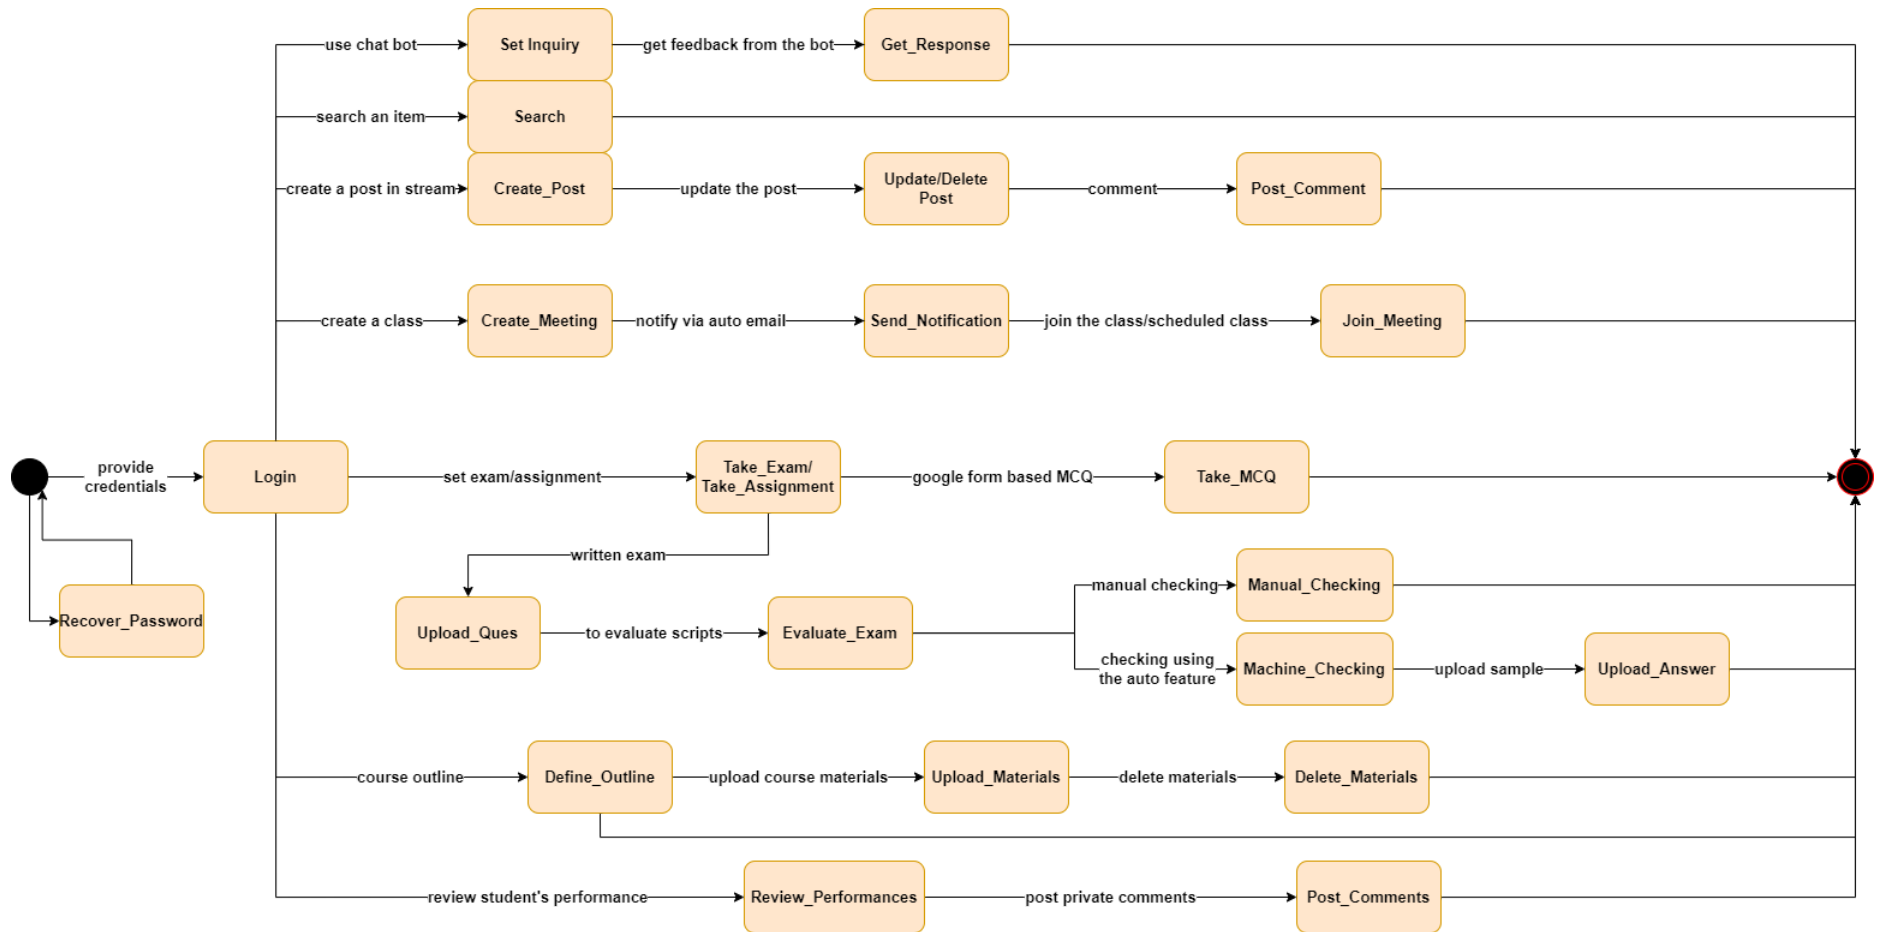 use chat bot
Set Inquiry
get feedback from the bot
Get_Response
search an item
Search
create a post in stream
Create_Post
update the post
Update/Delete
Post
comment
Post_Comment
create a class
Create_Meeting
notify via auto email
Send_Notification
join the class/scheduled class
Join_Meeting
provide
credentials
Login
set exam/assignment
Take_Exam/
Take_Assignment
google form based MCQ
Take_MCQ
written exam
Recover_Password
Upload_Ques
to evaluate scripts
Evaluate_Exam
manual checking
Manual_Checking
checking using
the auto feature
Machine_Checking
upload sample
Upload_Answer
course outline
Define_Outline
upload course materials
Upload_Materials
delete materials
Delete_Materials
review student's performance
Review_Performances
post private comments
Post_Comments